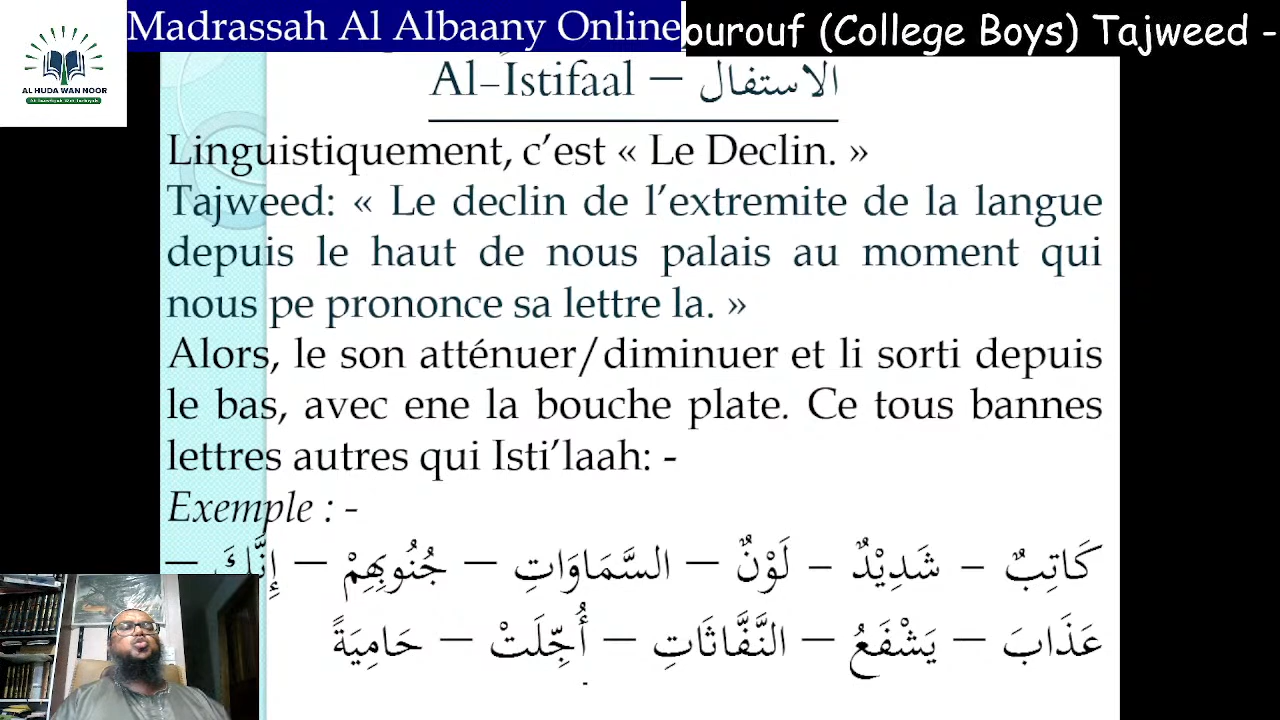 Madrassah Al Albaany Online
ourouf (College Boys) Tajweed -
AL HUDA WAN NOOR
Al-Istifaal – الاستفال
Linguistiquement, c’est « Le Declin. »
Tajweed: « Le declin de l’extremite de la langue
depuis le haut de nous palais au moment qui
nous pe prononce sa lettre la. »
Alors, le son atténuer/diminuer et li sorti depuis
le bas, avec ene la bouche plate. Ce tous bannes
lettres autres qui Isti’laah: -
Exemple : -
كَاتِبٌ – شَدِيْدٌ – لَوْنٌ – السَّمَاوَاتِ – جُنُوبِهِمْ – إِنَّكَ –
عَذَابَ – يَشْفَعُ – النَّفَّاثَاتِ – أُجِّلَتْ – حَامِيَةً